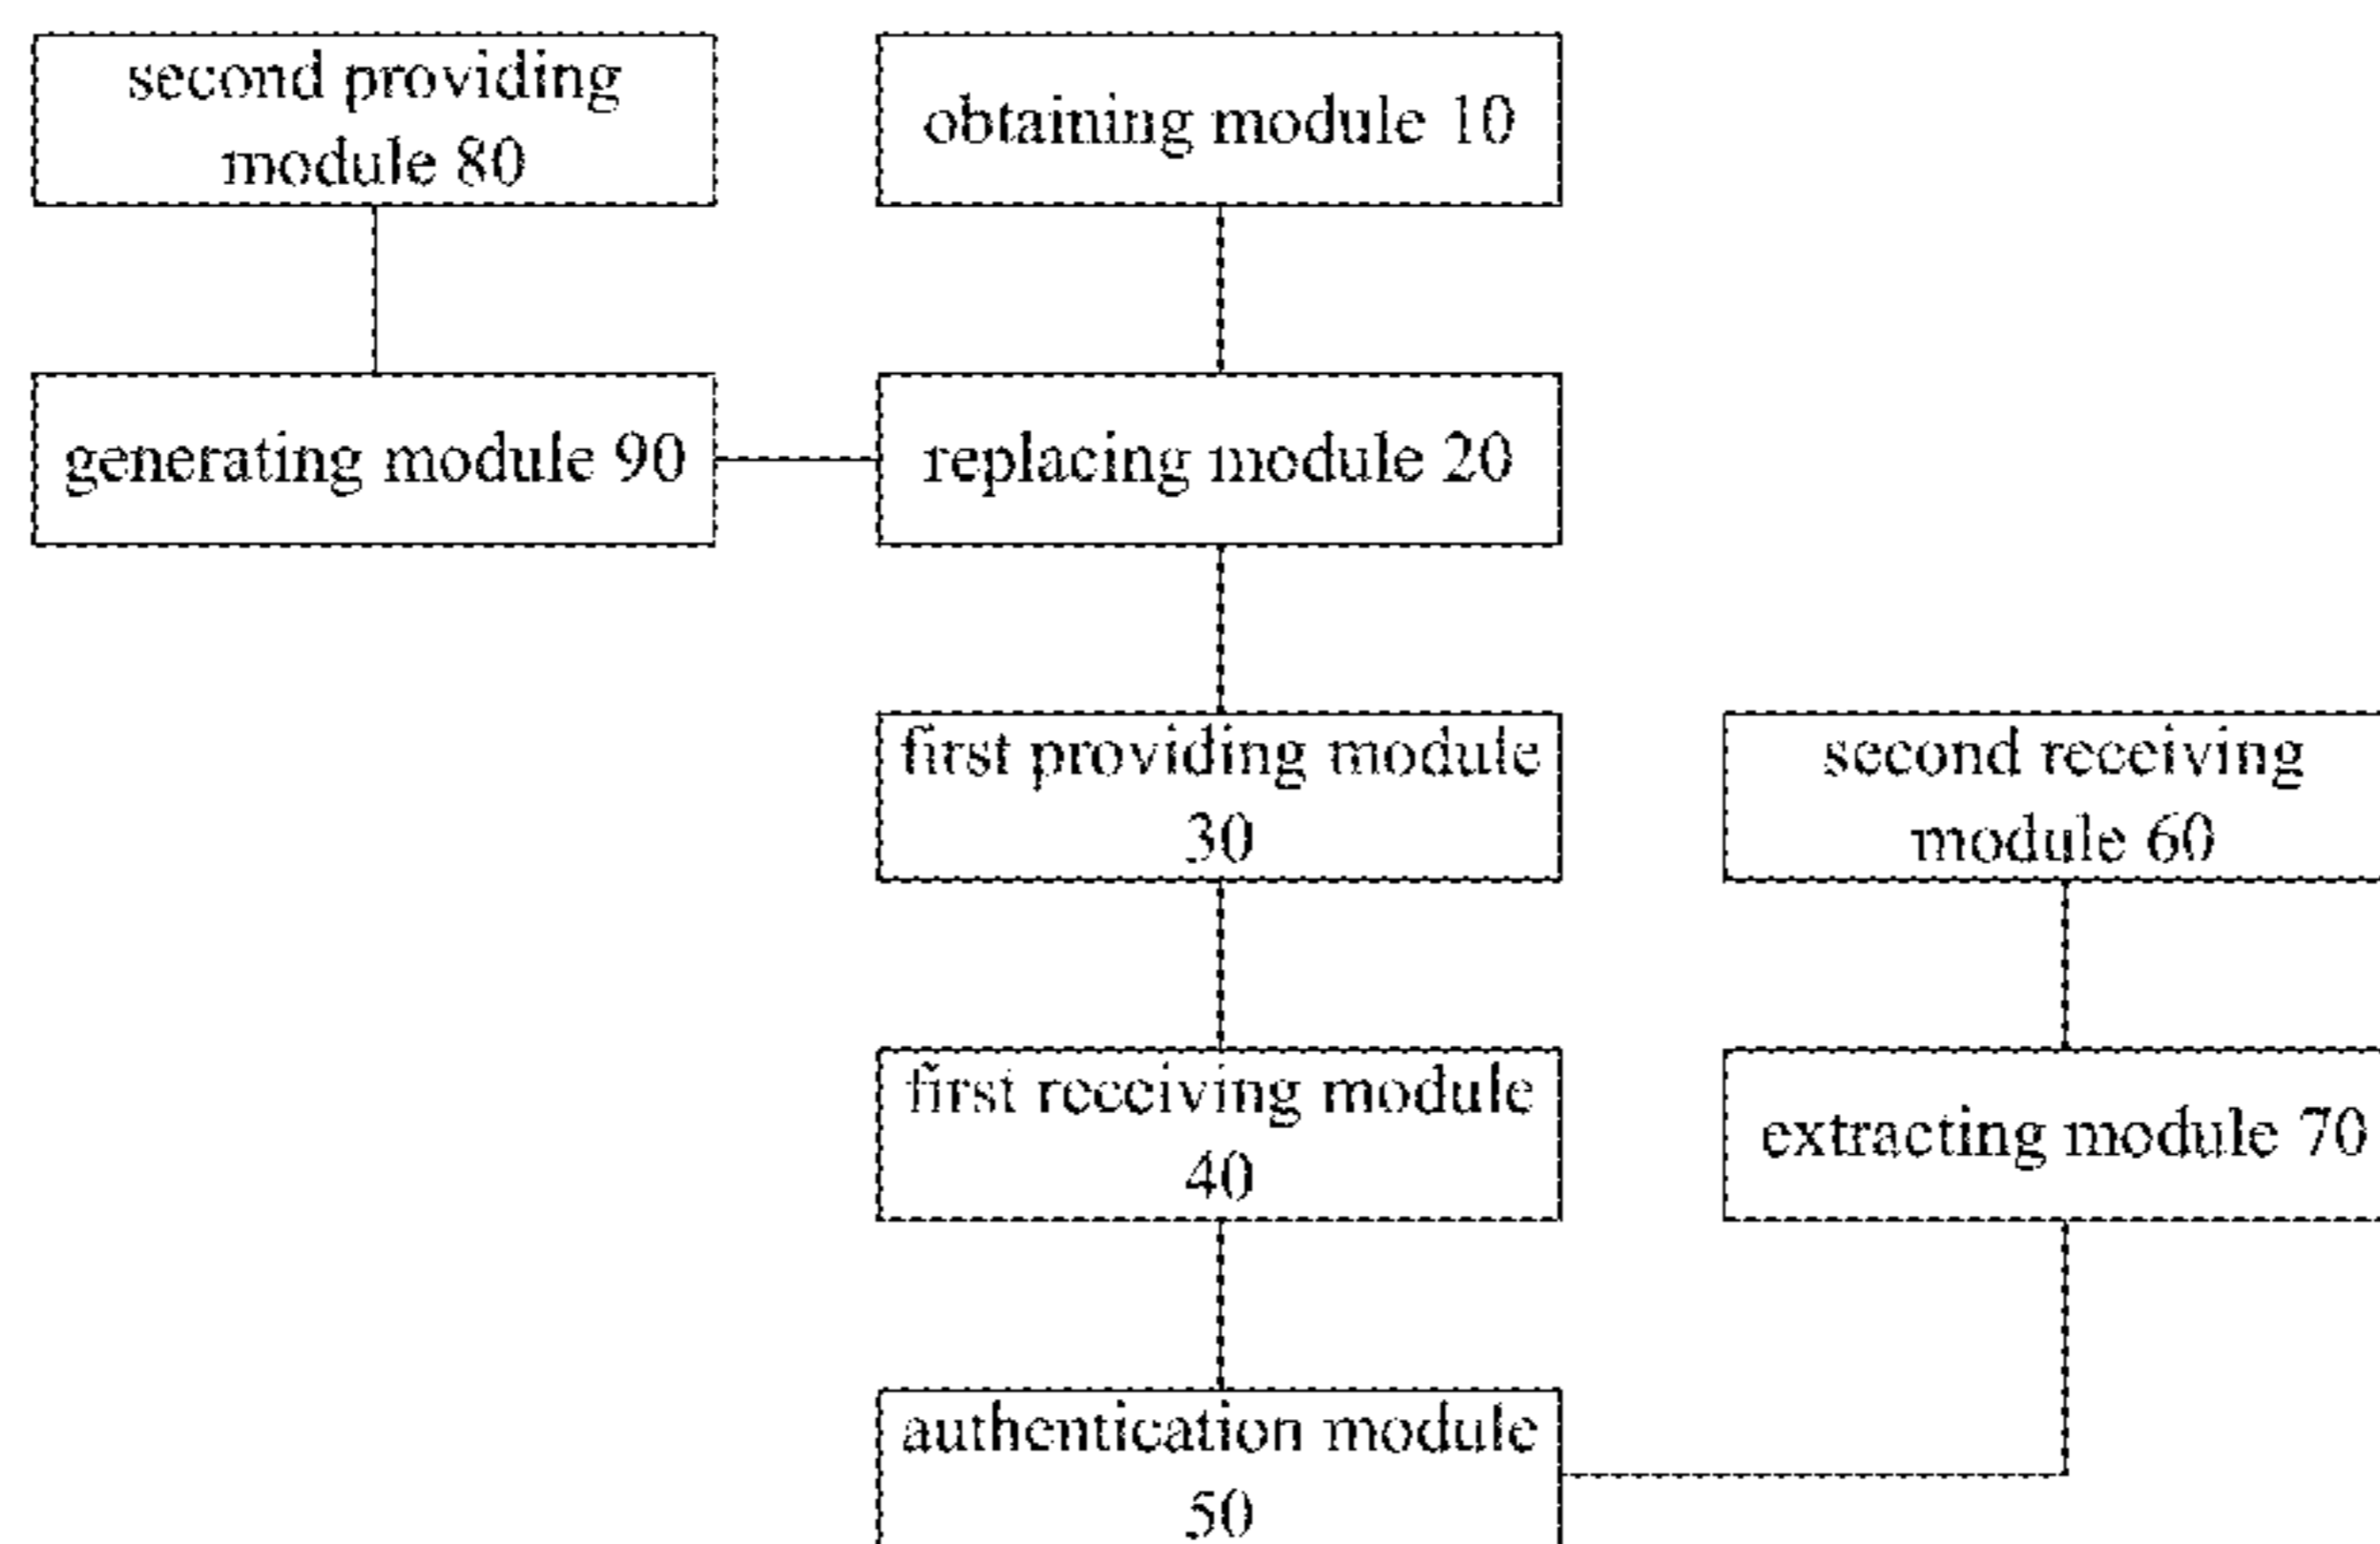 second providing
module 80
obtaining module 10
generating module 90
replacing module 20
first providing module
30
second receiving
module 60
first receiving module
40
extracting module 70
authentication module
50